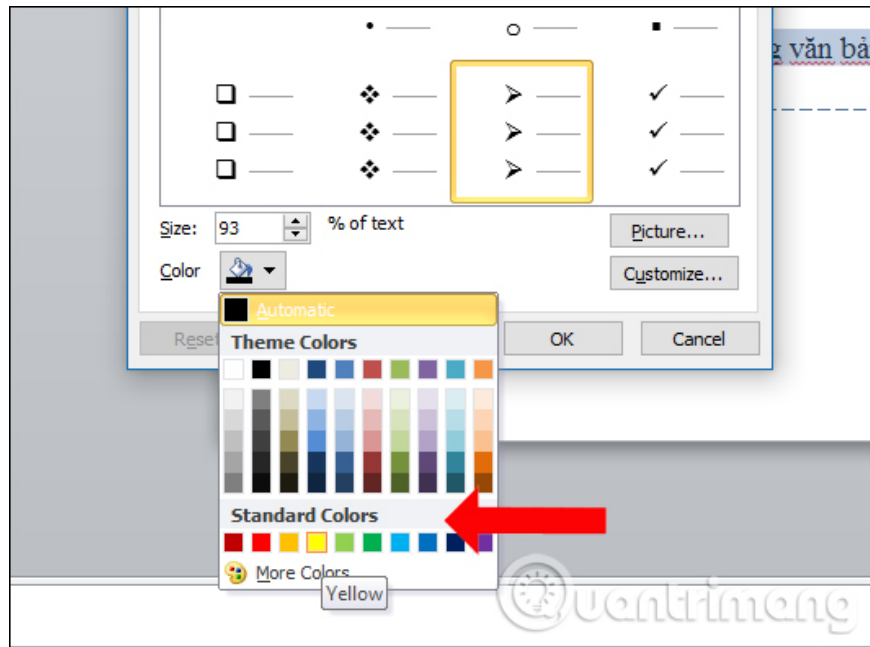 g văn bả
Size: 93 % of text
Picture...
Color
Customize...
Automatic
Reset
OK
Cancel
Theme Colors
Standard Colors
More Colors
Yellow
Quantrimang